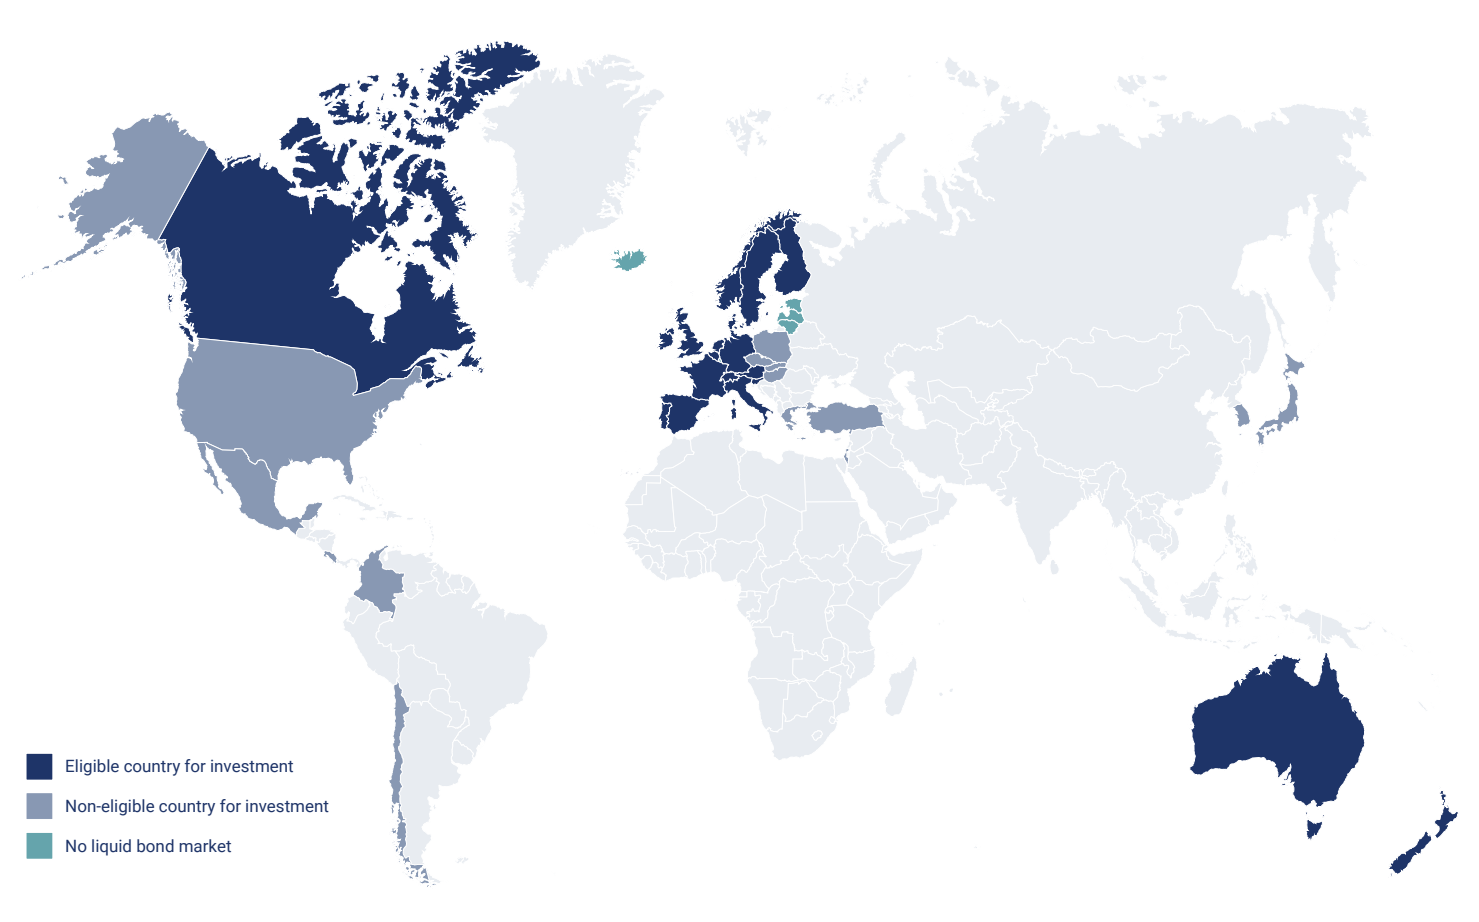 Eligible country for investment
Non-eligible country for investment
No liquid bond market